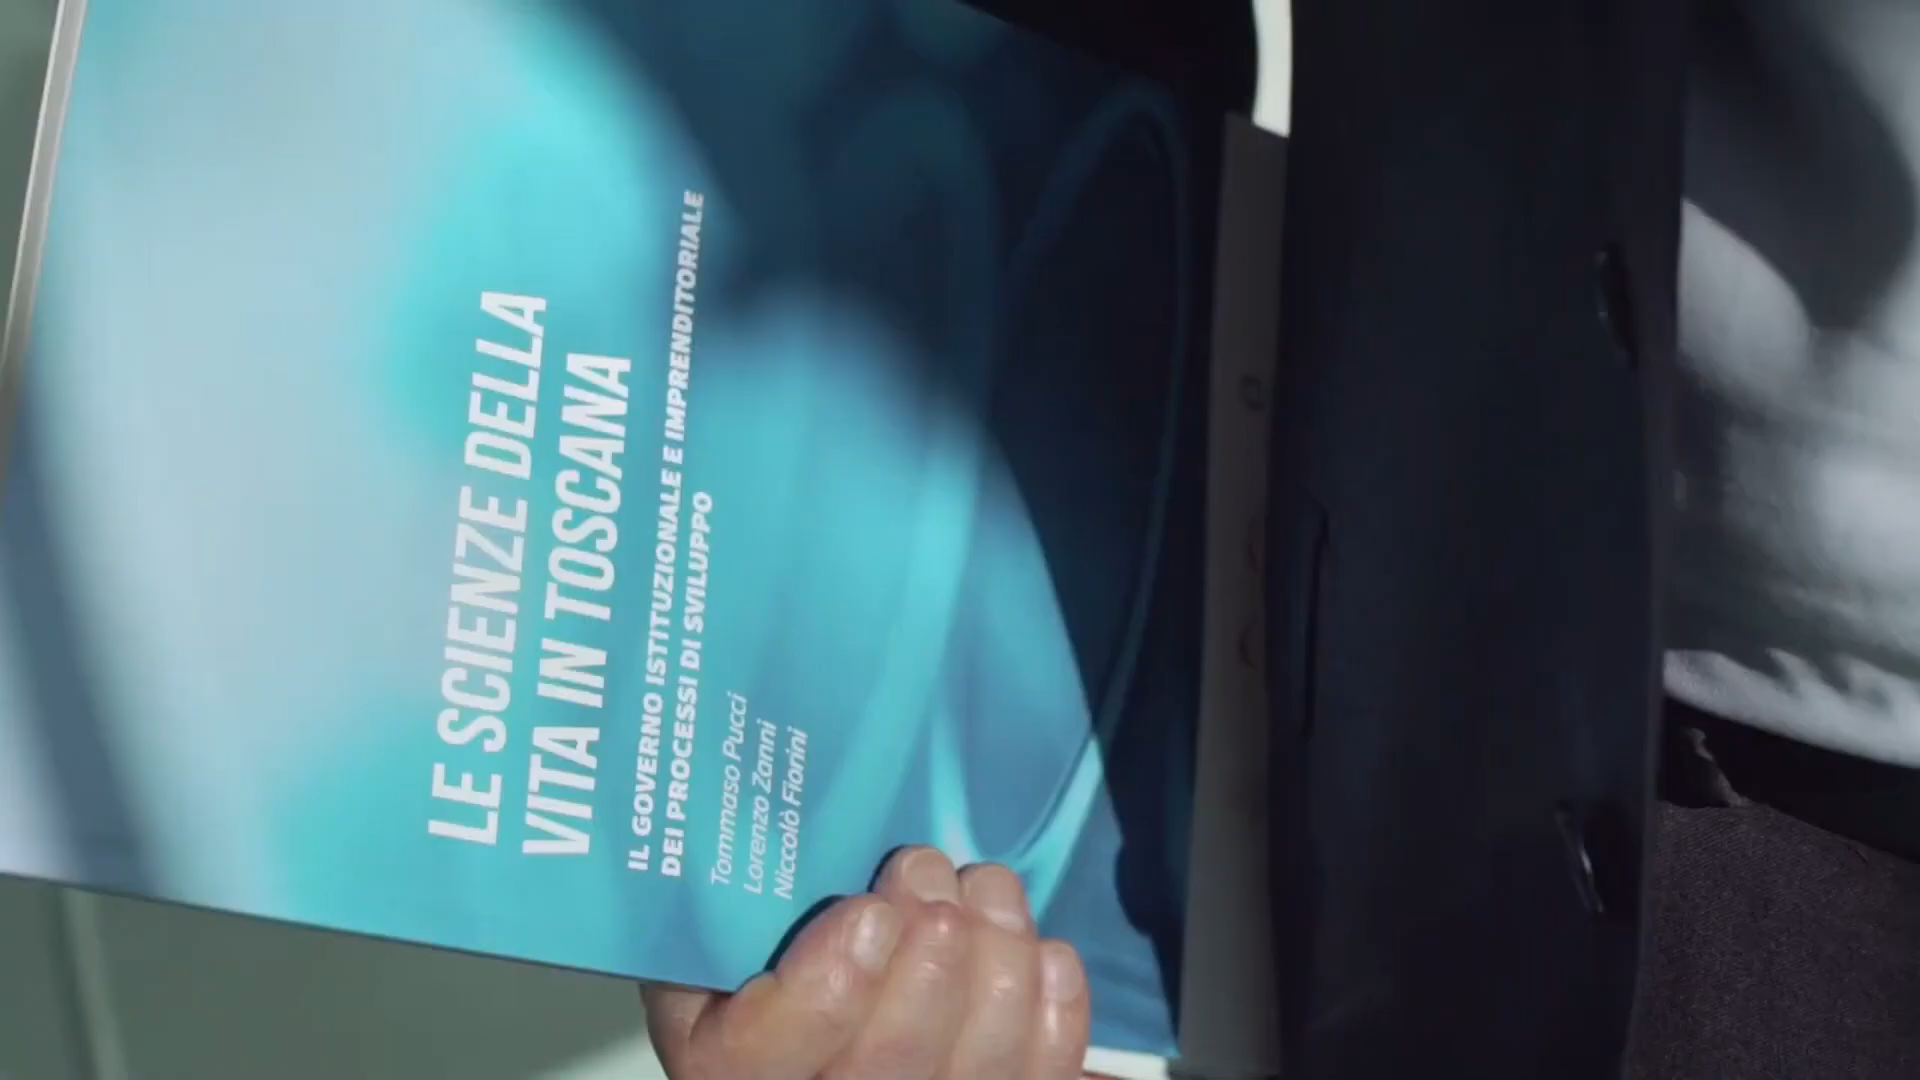 LE SCIENZE DELLA
VITA IN TOSCANA
IL GOVERNO ISTITUZIONALE E IMPRENDITORIALE
DEI PROCESSI DI SVILUPPO
Tommaso Pucci
Lorenzo Zanni
Niccolò Fiorini